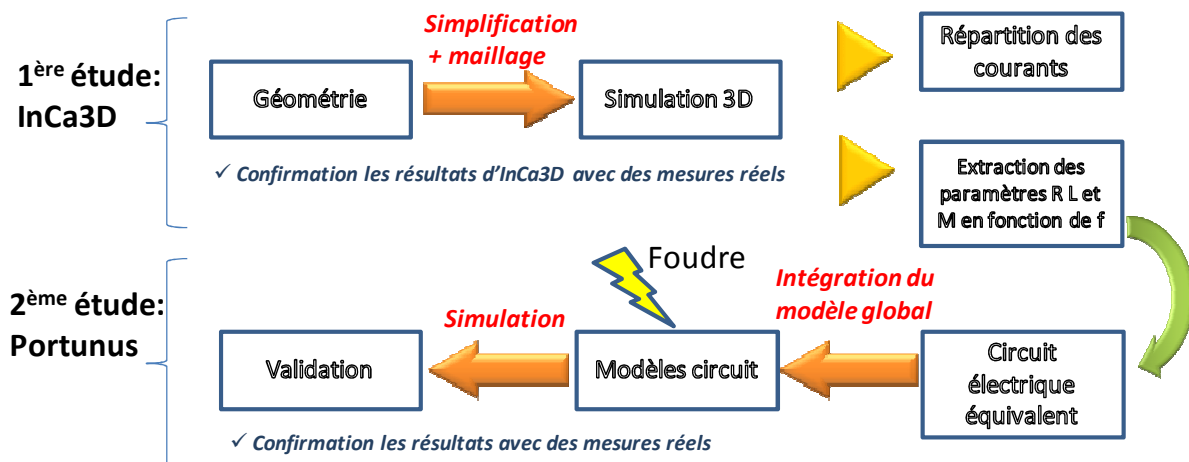 1ère étude:
InCa3D
Géométrie
Simplification
+ maillage
Simulation 3D
Répartition des
courants
✓ Confirmation les résultats d’InCa3D avec des mesures réels
Extraction des
paramètres R L et
M en fonction de f
2ème étude:
Portunus
Foudre
Intégration du
modèle global
Simulation
Validation
Modèles circuit
Circuit
électrique
équivalent
✓ Confirmation les résultats avec des mesures réels